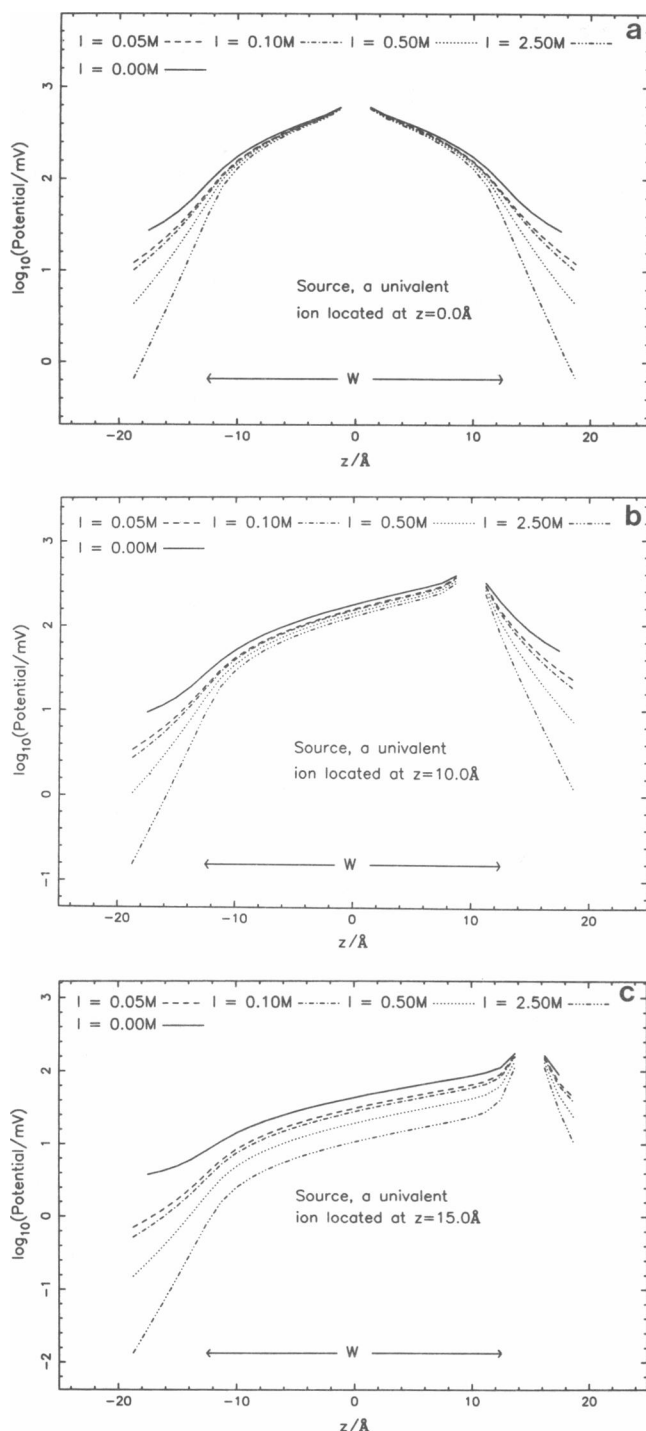 a
I = 0.05M I = 0.10M I = 0.50M I = 2.50M
I = 0.00M
3
2
1
0
log10(Potential/mV)
Source, a univalent
ion located at z=0.0Å
W
−20 −10 0 10 20
z/Å
b
I = 0.05M I = 0.10M I = 0.50M I = 2.50M
I = 0.00M
3
2
1
0
−1
log10(Potential/mV)
Source, a univalent
ion located at z=10.0Å
W
−20 −10 0 10 20
z/Å
c
I = 0.05M I = 0.10M I = 0.50M I = 2.50M
I = 0.00M
3
2
1
0
−1
−2
log10(Potential/mV)
Source, a univalent
ion located at z=15.0Å
W
−20 −10 0 10 20
z/Å